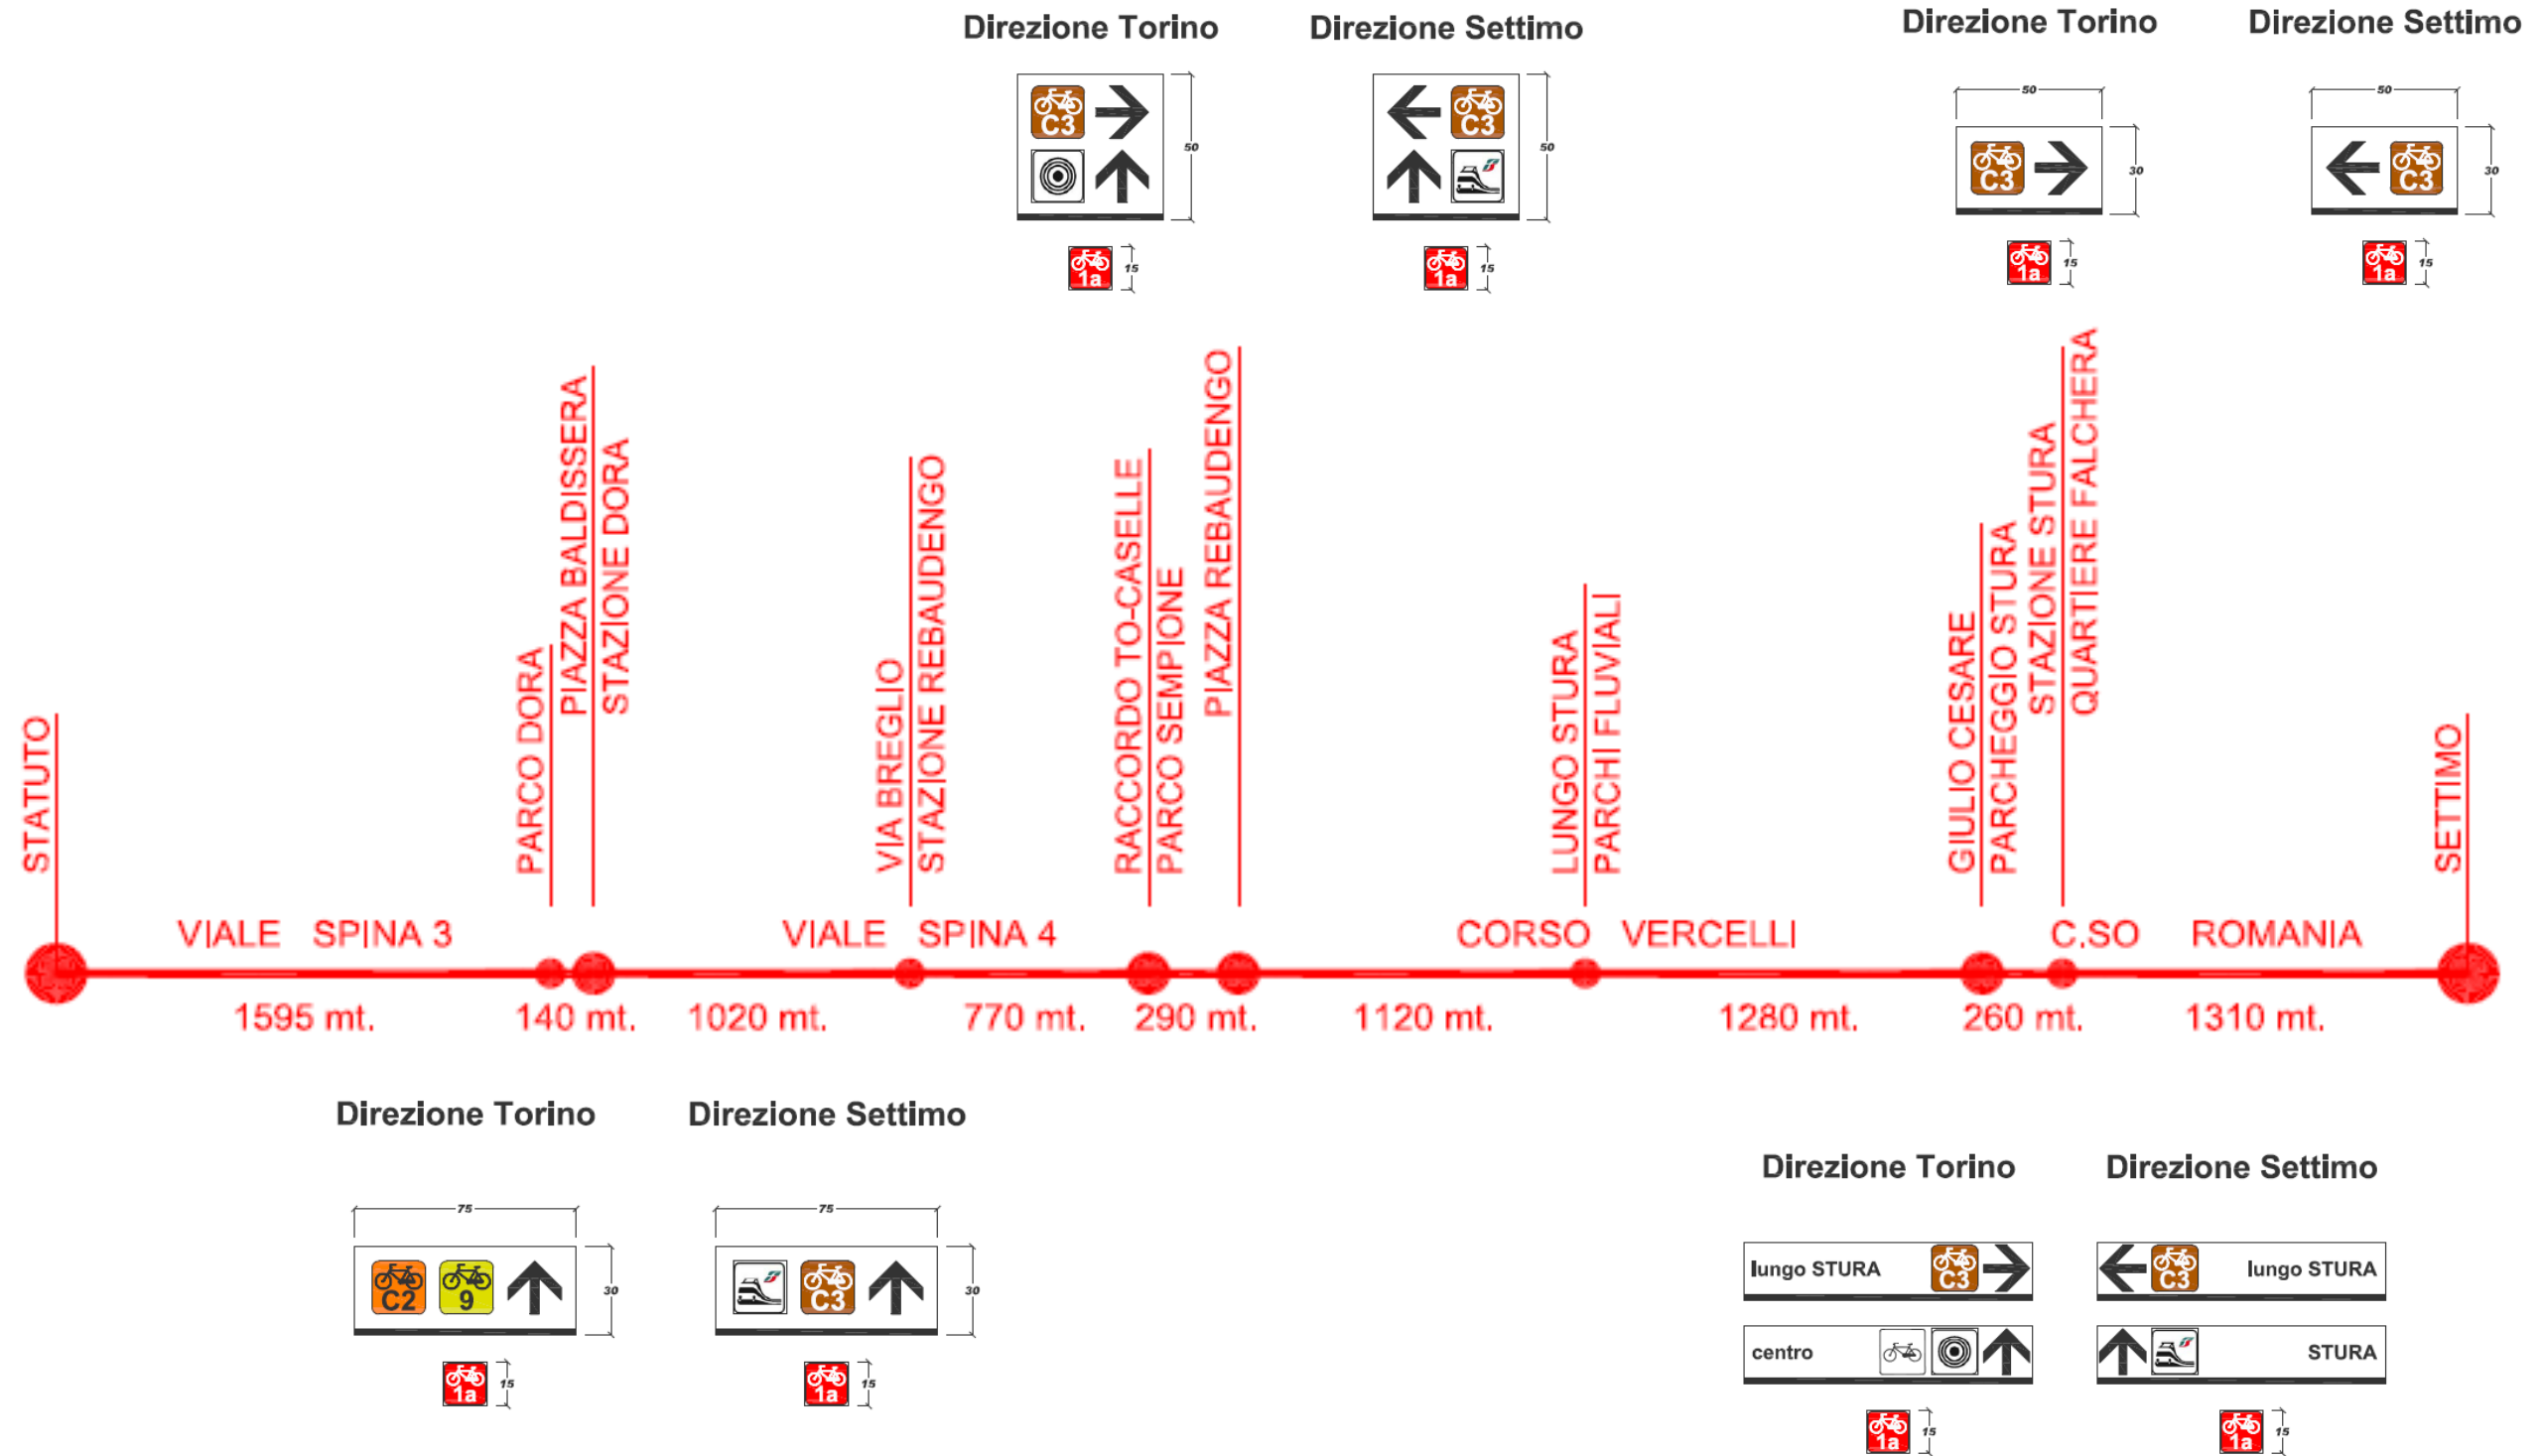 Direzione Torino
Direzione Settimo
Direzione Torino
Direzione Settimo
C3
50
1a
15
C3
50
1a
15
50
C3
30
1a
15
50
C3
30
1a
15
STATUTO
PARCO DORA
PIAZZA BALDISSERA
STAZIONE DORA
VIA BREGLIO
STAZIONE REBAUDENGO
RACCORDO TO-CASELLE
PARCO SEMPIONE
PIAZZA REBAUDENGO
LUNGO STURA
PARCHI FLUVIALI
GIULIO CESARE
PARCHEGGIO STURA
STAZIONE STURA
QUARTIERE FALCHERA
SETTIMO
VIALE SPINA 3
VIALE SPINA 4
CORSO VERCELLI
C.SO ROMANIA
1595 mt.
140 mt.
1020 mt.
770 mt.
290 mt.
1120 mt.
1280 mt.
260 mt.
1310 mt.
Direzione Torino
Direzione Settimo
75
C2 9
30
1a
15
75
C3
30
1a
15
Direzione Torino
Direzione Settimo
lungo STURA C3
centro
1a
15
C3 lungo STURA
STURA
1a
15